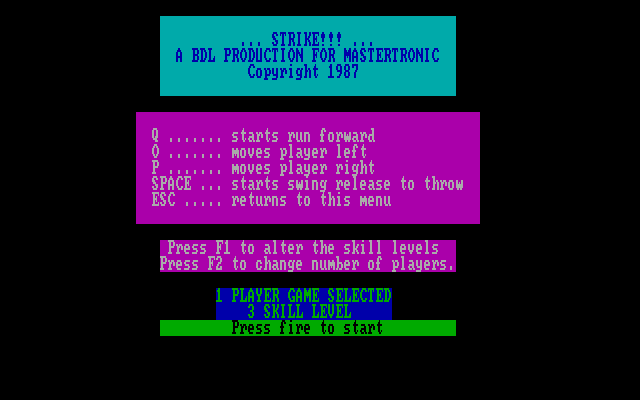 ... STRIKE!!! ...
A BDL PRODUCTION FOR MASTERTRONIC
Copyright 1987
Q ....... starts run forward
O ....... moves player left
P ....... moves player right
SPACE ... starts swing release to throw
ESC ..... returns to this menu
Press F1 to alter the skill levels
Press F2 to change number of players.
1 PLAYER GAME SELECTED
3 SKILL LEVEL
Press fire to start